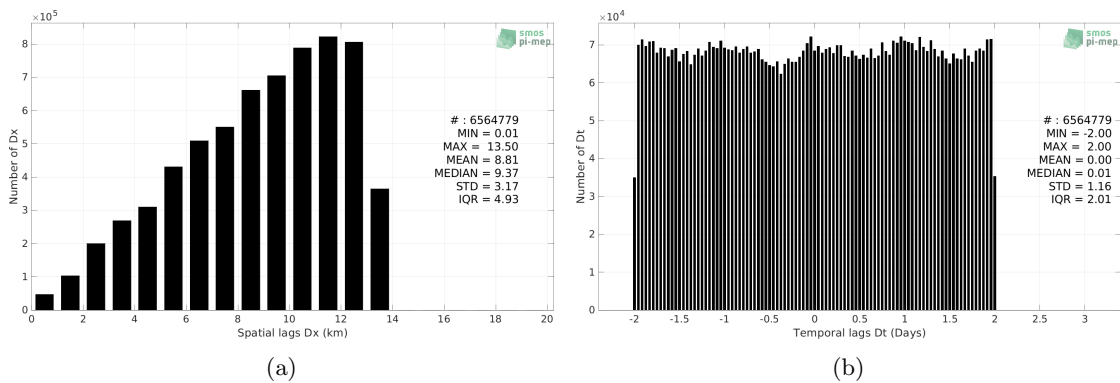 ×10⁵
8
7
6
5
4
3
2
1
0
Number of Dx
0 2 4 6 8 10 12 14 16 18 20
Spatial lags Dx (km)
smos
pi-mep
# : 6564779
MIN = 0.01
MAX = 13.50
MEAN = 8.81
MEDIAN = 9.37
STD = 3.17
IQR = 4.93
(a)
×10⁴
7
6
5
4
3
2
1
0
Number of Dt
-2 -1.5 -1 -0.5 0 0.5 1 1.5 2 2.5 3
Temporal lags Dt (Days)
smos
pi-mep
# : 6564779
MIN = -2.00
MAX = 2.00
MEAN = 0.00
MEDIAN = 0.01
STD = 1.16
IQR = 2.01
(b)